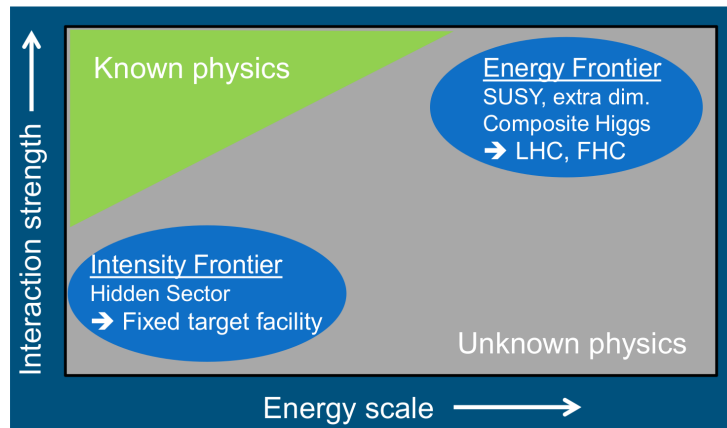 Known physics
Energy Frontier
SUSY, extra dim.
Composite Higgs
➔ LHC, FHC
Interaction strength
Intensity Frontier
Hidden Sector
➔ Fixed target facility
Unknown physics
Energy scale